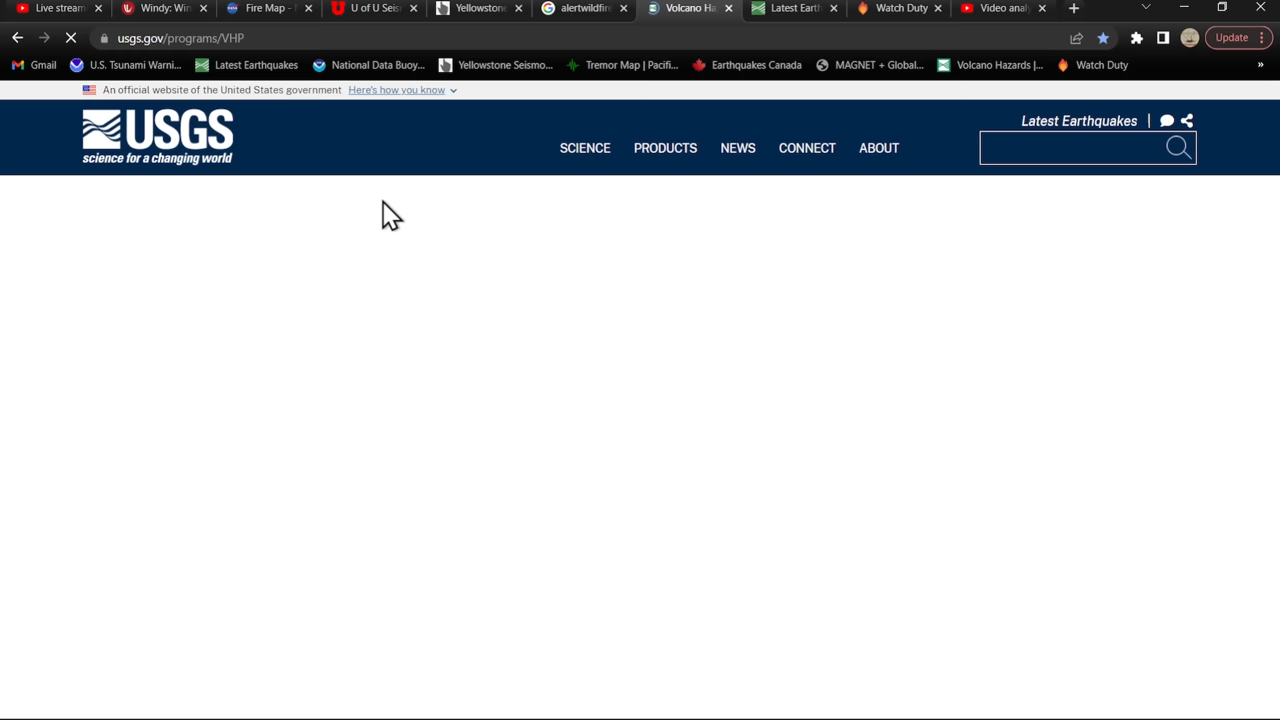 Live stream
Windy: Win
Fire Map -
U of U Seis
Yellowstone
alertwildfire
Volcano Ha
Latest Earth
Watch Duty
Video analy
usgs.gov/programs/VHP
Update
Gmail
U.S. Tsunami Warni...
Latest Earthquakes
National Data Buoy...
Yellowstone Seismo...
Tremor Map | Pacifi...
Earthquakes Canada
MAGNET + Global...
Volcano Hazards |...
Watch Duty
»
An official website of the United States government
Here's how you know
USGS
science for a changing world
Latest Earthquakes |
SCIENCE
PRODUCTS
NEWS
CONNECT
ABOUT